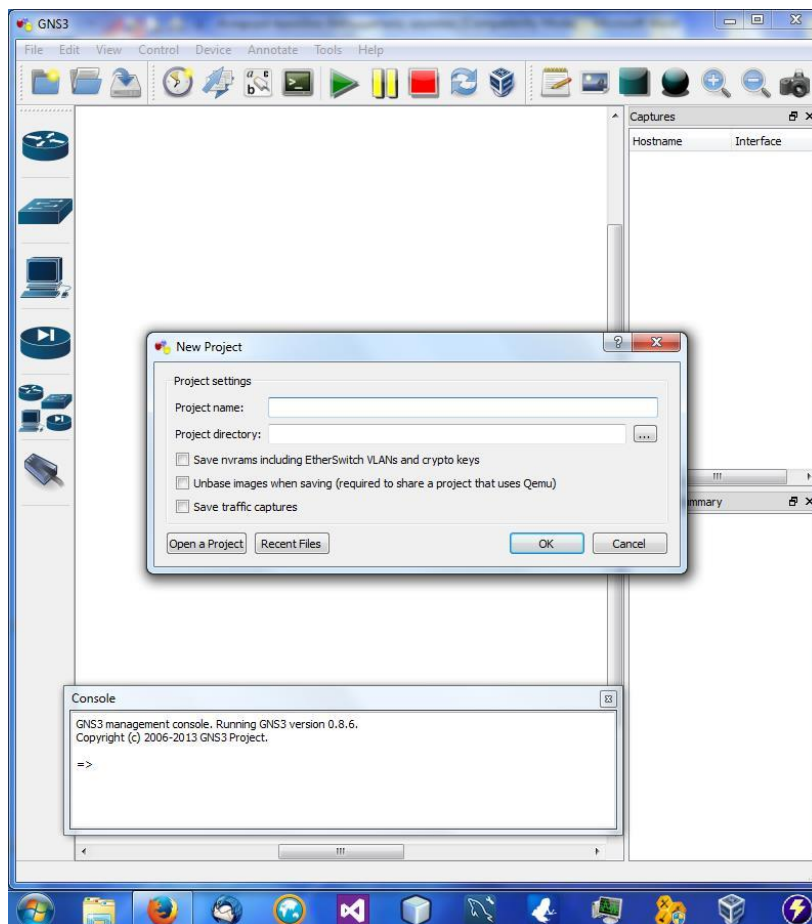 GNS3
File Edit View Control Device Annotate Tools Help
Captures
Hostname Interface
New Project
Project settings
Project name:
Project directory:
...
Save nvrams including EtherSwitch VLANs and crypto keys
Unbase images when saving (required to share a project that uses Qemu)
Save traffic captures
Open a Project Recent Files OK Cancel
Console
GNS3 management console. Running GNS3 version 0.8.6.
Copyright (c) 2006-2013 GNS3 Project.
=>